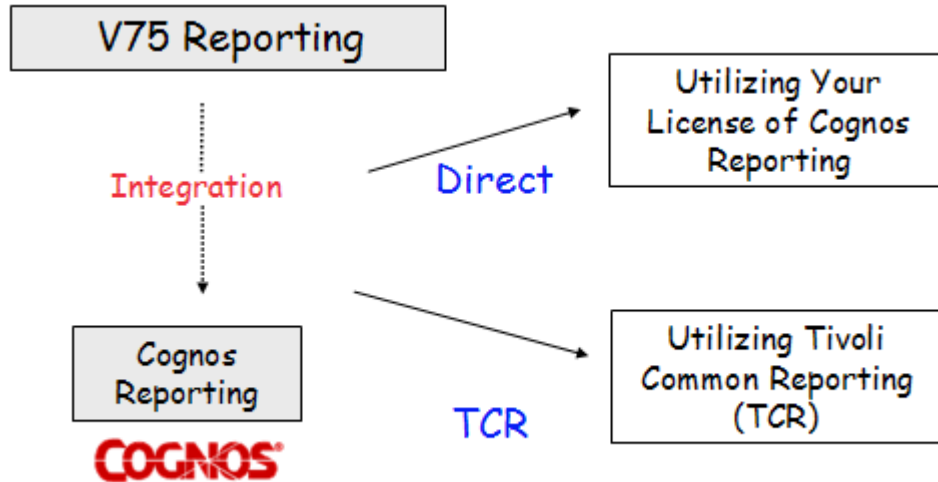 V75 Reporting
Integration
Cognos
Reporting
COGNOS®
Direct
Utilizing Your
License of Cognos
Reporting
TCR
Utilizing Tivoli
Common Reporting
(TCR)